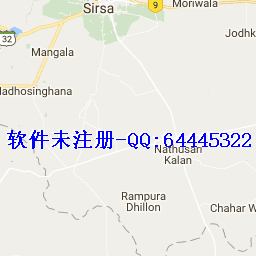 Moriwala
Sirsa
9
Jodhk
32
Mangala
Madhosinghana
软件未注册-QQ:64445322
Nathusari
Kalan
Rampura
Dhillon
Chahar W